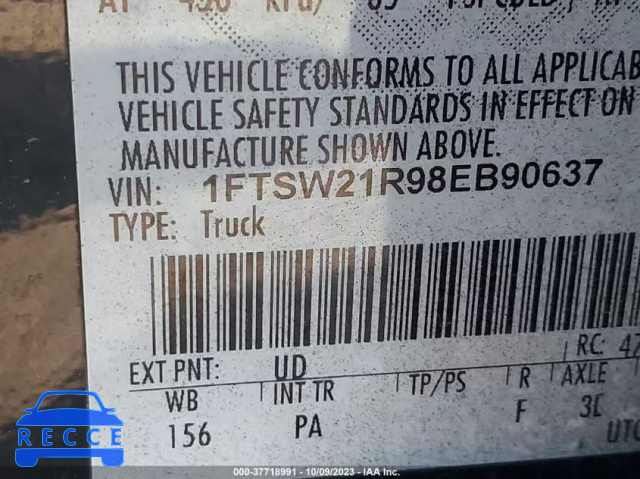 THIS VEHICLE CONFORMS TO ALL APPLICAB
VEHICLE SAFETY STANDARDS IN EFFECT ON
MANUFACTURE SHOWN ABOVE.
VIN: 1FTSW21R98EB90637
TYPE: Truck
EXT PNT: UD RC: 47
WB INT TR TP/PS R AXLE
156 PA F 3L
UTC
RECCE
000-37718991 - 10/09/2023 - IAA Inc.